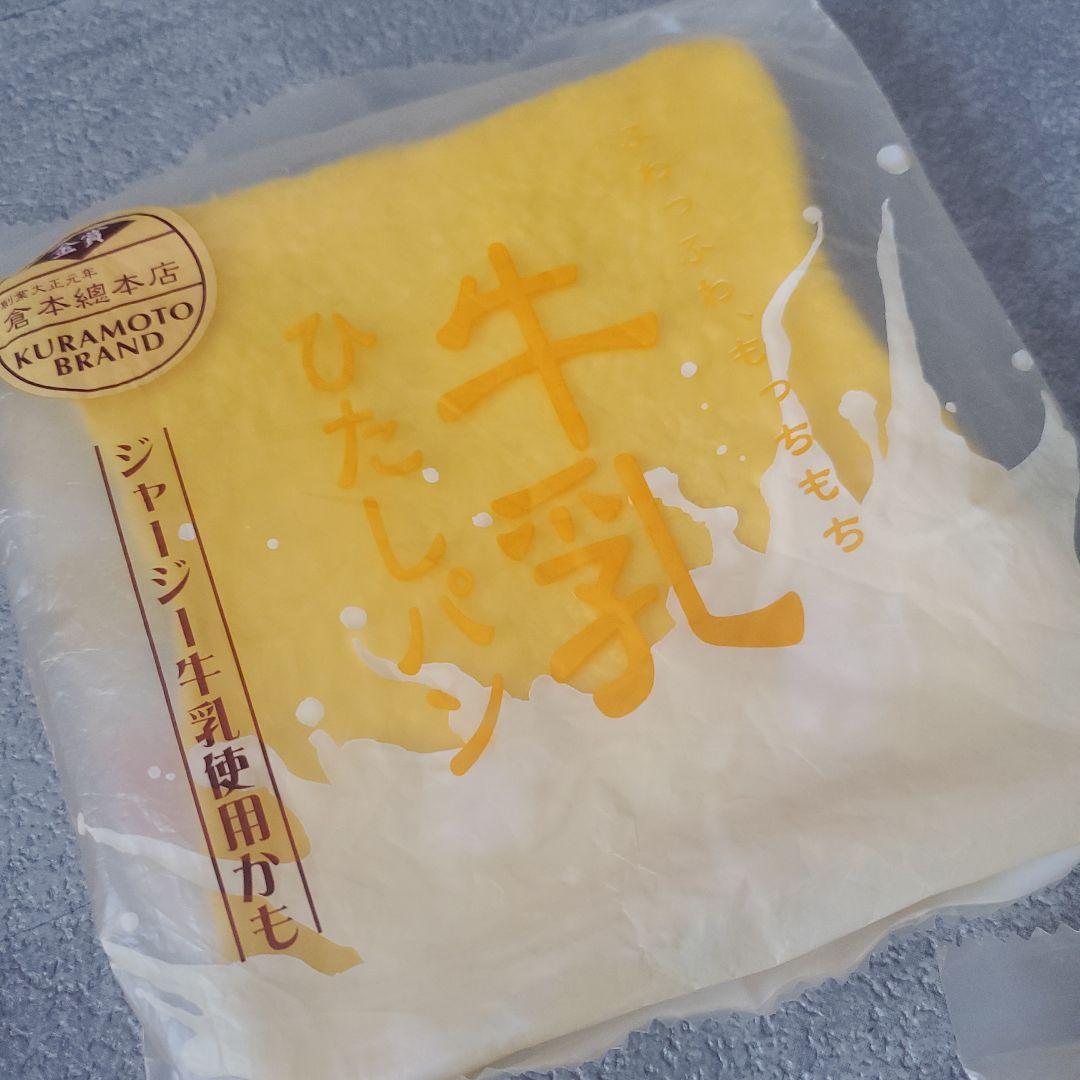 金賞
創業大正元年
倉本總本店
KURAMOTO
BRAND
ふわっふわ、もっちもち
牛乳
ひたしパン
ジャージー牛乳使用かも